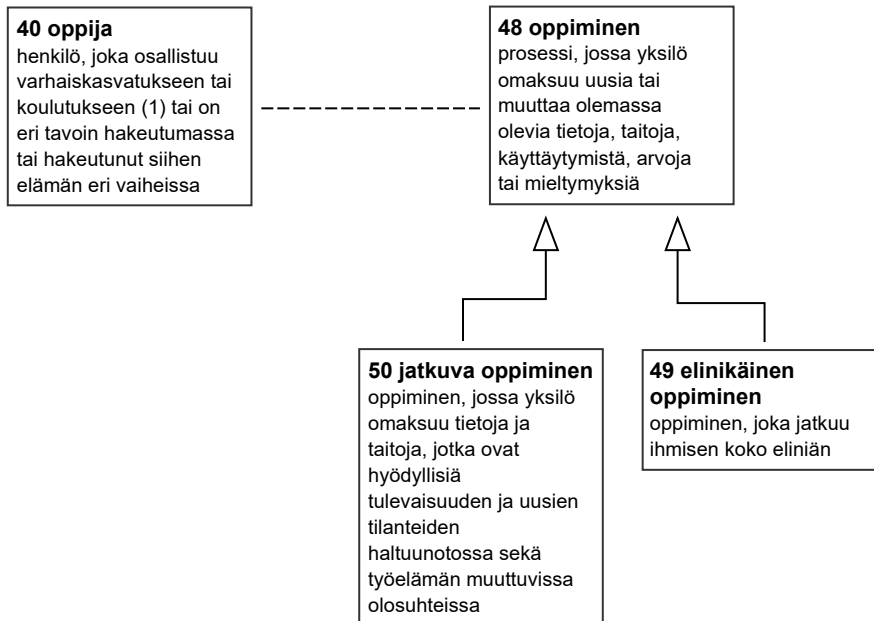 40 oppija
henkilö, joka osallistuu
varhaiskasvatukseen tai
koulutukseen (1) tai on
eri tavoin hakeutumassa
tai hakeutunut siihen
elämän eri vaiheissa
48 oppiminen
prosessi, jossa yksilö
omaksuu uusia tai
muuttaa olemassa
olevia tietoja, taitoja,
käyttäytymistä, arvoja
tai mieltymyksiä
50 jatkuva oppiminen
oppiminen, jossa yksilö
omaksuu tietoja ja
taitoja, jotka ovat
hyödyllisiä
tulevaisuuden ja uusien
tilanteiden
haltuunotossa sekä
työelämän muuttuvissa
olosuhteissa
49 elinikäinen
oppiminen
oppiminen, joka jatkuu
ihmisen koko eliniän